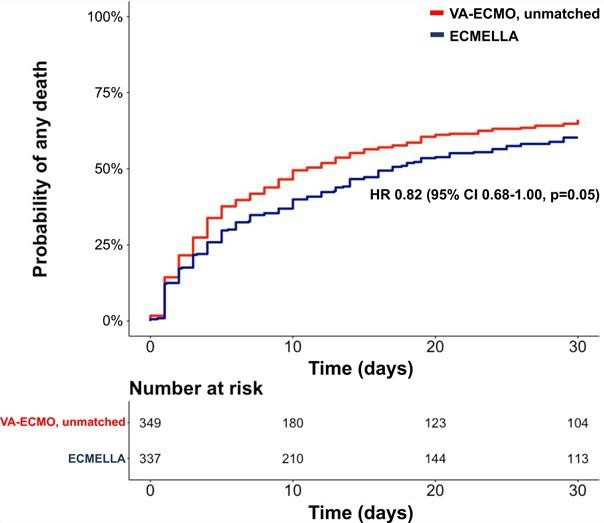 100%
VA-ECMO, unmatched
ECMELLA
75%
Probability of any death
50%
HR 0.82 (95% CI 0.68-1.00, p=0.05)
25%
0%
0 10 20 30
Time (days)
Number at risk
VA-ECMO, unmatched 349 180 123 104
ECMELLA 337 210 144 113
0 10 20 30
Time (days)